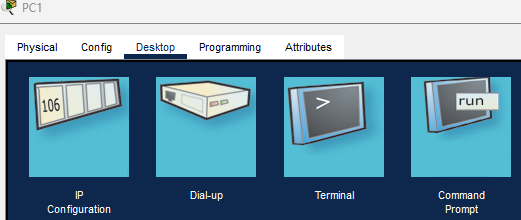 PC1
Physical Config Desktop Programming Attributes
106
>
run
IP Configuration
Dial-up
Terminal
Command Prompt